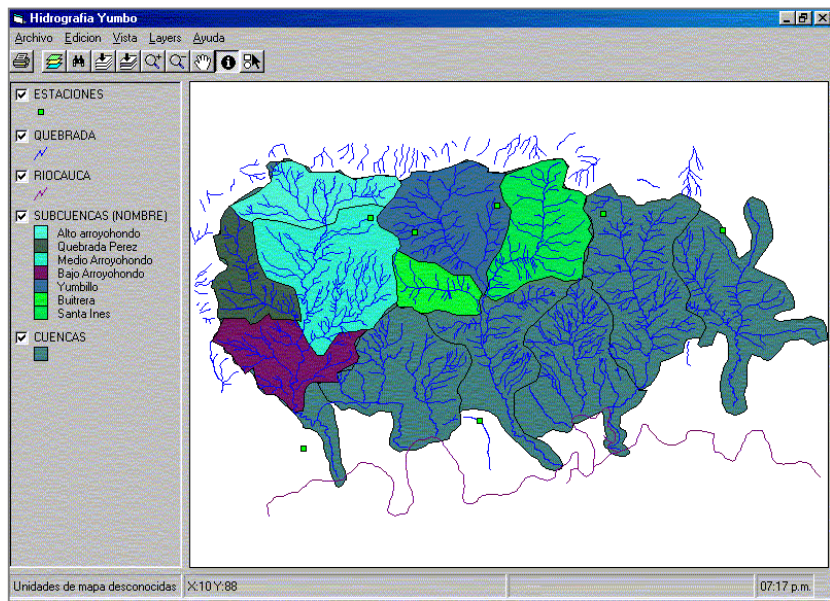 Hidrografia Yumbo
Archivo Edicion Vista Layers Ayuda
ESTACIONES
QUEBRADA
RIOCAUCA
SUBCUENCAS (NOMBRE)
Alto arroyohondo
Quebrada Perez
Medio Arroyohondo
Bajo Arroyohondo
Yumbillo
Buitrera
Santa Ines
CUENCAS
Unidades de mapa desconocidas X:10 Y:88 07:17 p.m.